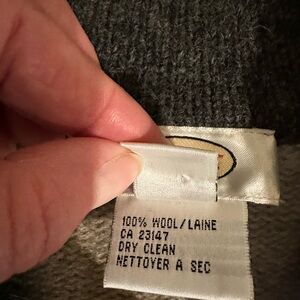 100% WOOL/LAINE
CA 23147
DRY CLEAN
NETTOYER A SEC